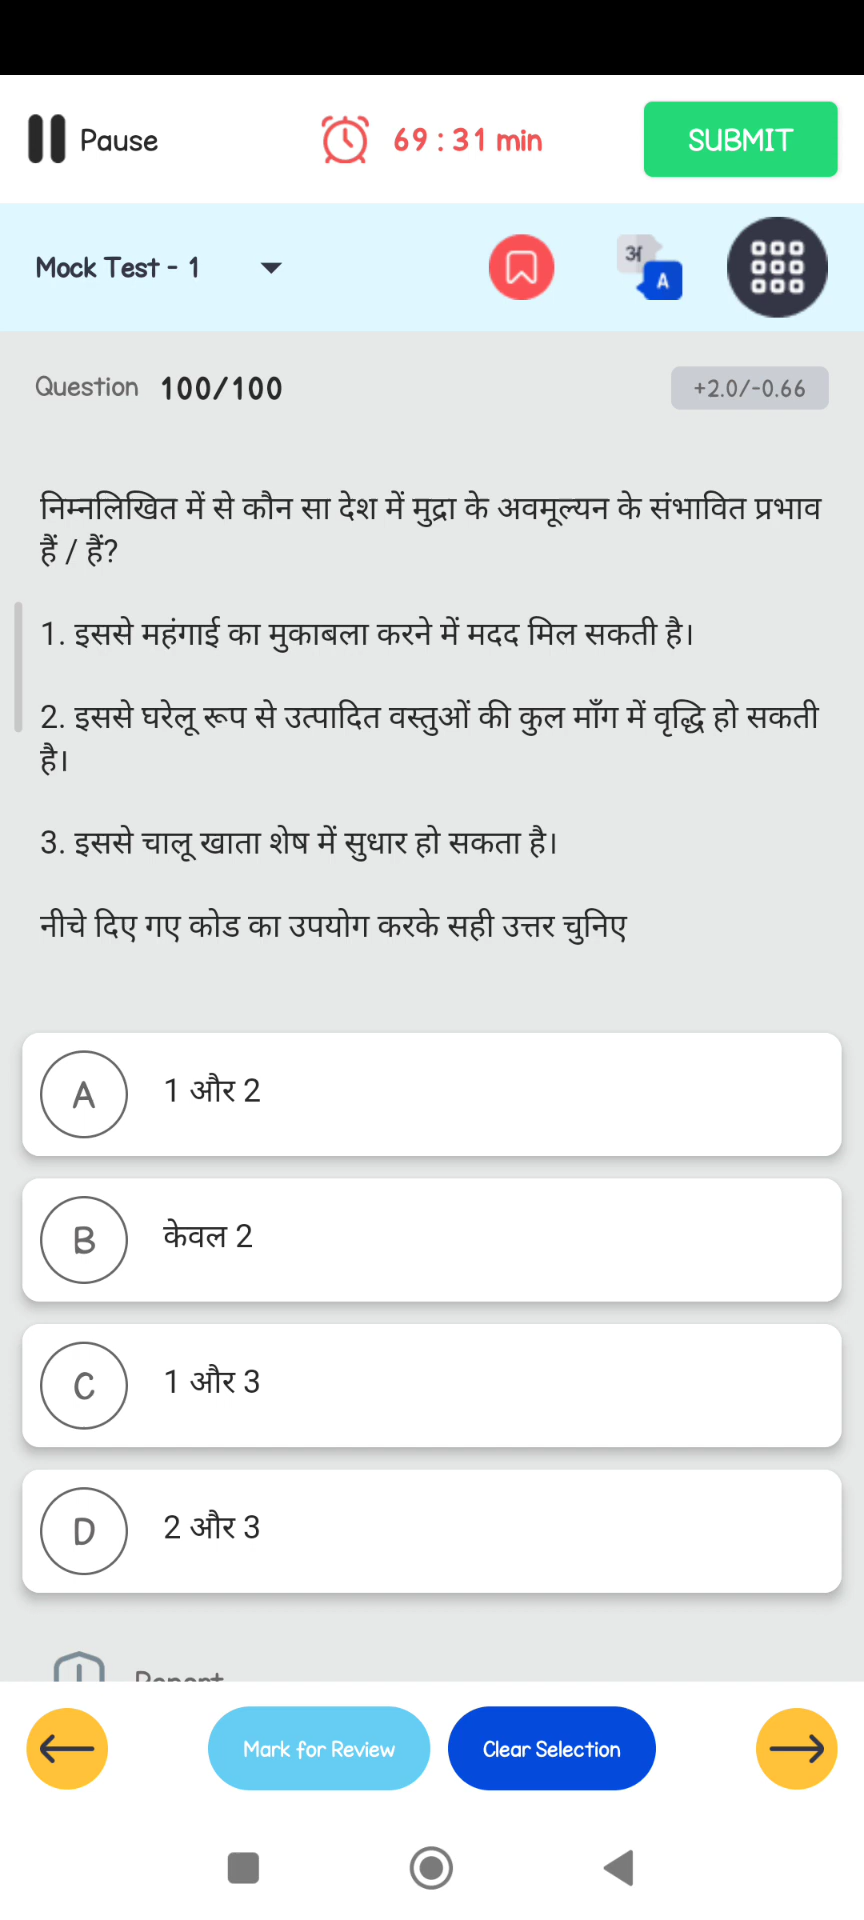 Pause
69 : 31 min
SUBMIT
Mock Test - 1
अ
A
Question 100/100
+2.0/-0.66
निम्नलिखित में से कौन सा देश में मुद्रा के अवमूल्यन के संभावित प्रभाव
हैं / हैं?
1. इससे महंगाई का मुकाबला करने में मदद मिल सकती है।
2. इससे घरेलू रूप से उत्पादित वस्तुओं की कुल माँग में वृद्धि हो सकती
है।
3. इससे चालू खाता शेष में सुधार हो सकता है।
नीचे दिए गए कोड का उपयोग करके सही उत्तर चुनिए
A 1 और 2
B केवल 2
C 1 और 3
D 2 और 3
Report
Mark for Review
Clear Selection